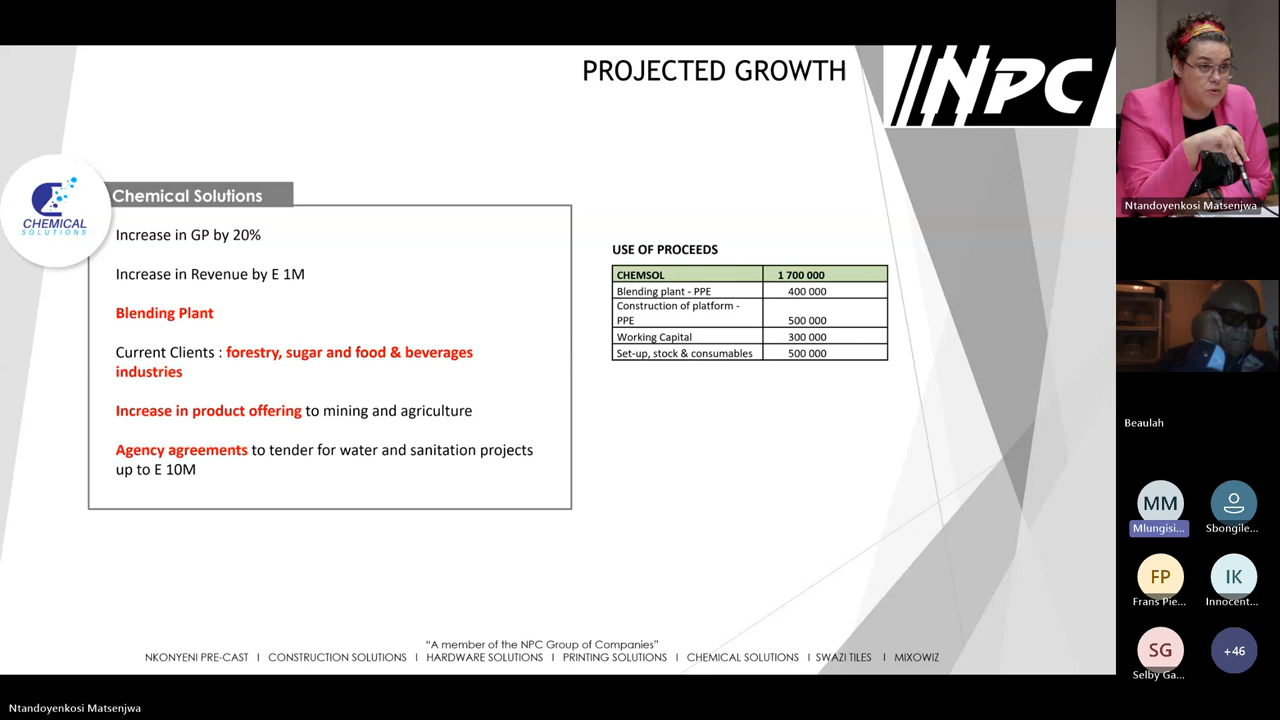 PROJECTED GROWTH
NPC
Chemical Solutions
CHEMICAL
SOLUTIONS
Increase in GP by 20%
Increase in Revenue by E 1M
Blending Plant
Current Clients : forestry, sugar and food & beverages
industries
Increase in product offering to mining and agriculture
Agency agreements to tender for water and sanitation projects
up to E 10M
USE OF PROCEEDS
CHEMSOL 1 700 000
Blending plant - PPE 400 000
Construction of platform -
PPE 500 000
Working Capital 300 000
Set-up, stock & consumables 500 000
“A member of the NPC Group of Companies”
NKONYENI PRE-CAST I CONSTRUCTION SOLUTIONS I HARDWARE SOLUTIONS I PRINTING SOLUTIONS I CHEMICAL SOLUTIONS I SWAZI TILES I MIXOWIZ
Ntandoyenkosi Matsenjwa
Beaulah
MM
Mlungisi...
Sbongile...
FP
IK
Frans Pie...
Innocent...
SG
+46
Selby Ga...
Ntandoyenkosi Matsenjwa